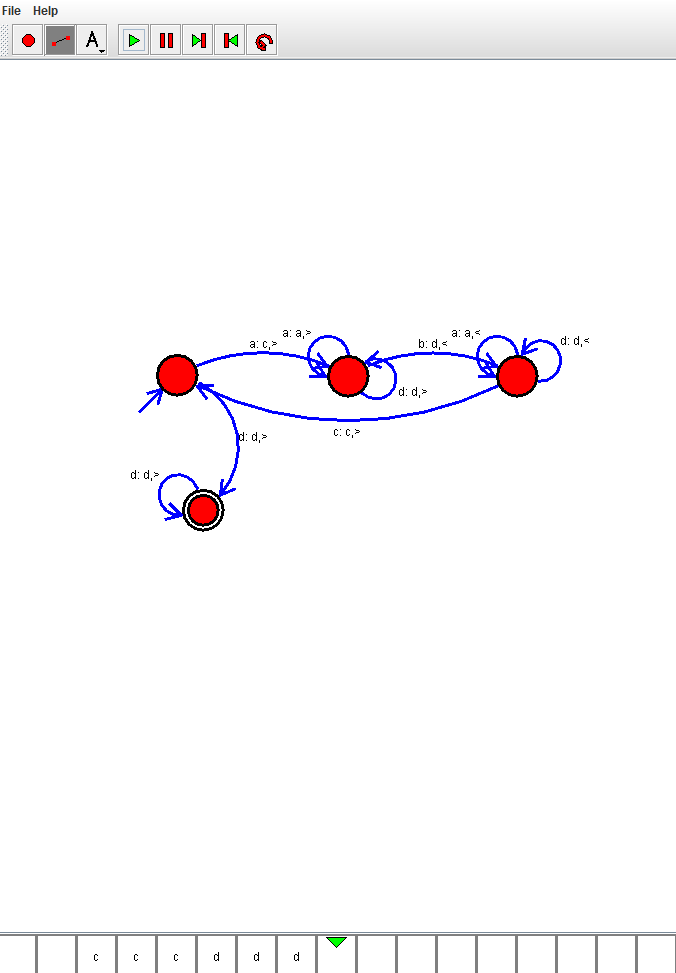 File Help
A
a: a,>
a: c,>
b: d,<
a: a,<
d: d,<
d: d,>
c: c,>
d: d,>
d: d,>
c c c d d d